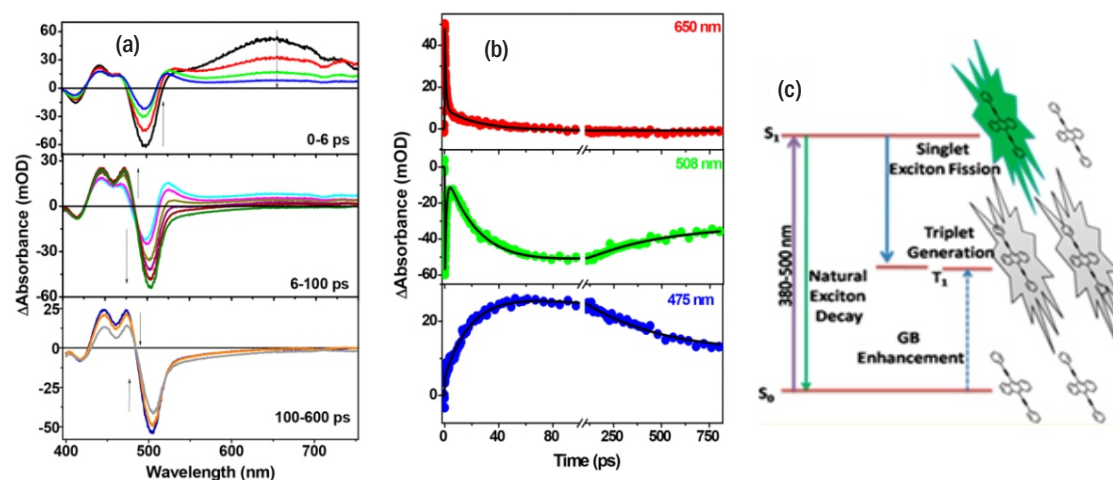 (a)
60
30
0
-30
-60
0-6 ps
30
0
-30
-60
6-100 ps
25
0
-25
-50
100-600 ps
400
500
600
700
Wavelength (nm)
ΔAbsorbance (mOD)
(b)
650 nm
40
20
0
508 nm
0
-20
-40
-60
475 nm
20
0
0
40
80
250
500
750
Time (ps)
ΔAbsorbance (mOD)
(c)
S1
Singlet
Exciton Fission
Triplet
Generation
T1
380-500 nm
Natural
Exciton
Decay
GB
Enhancement
S0